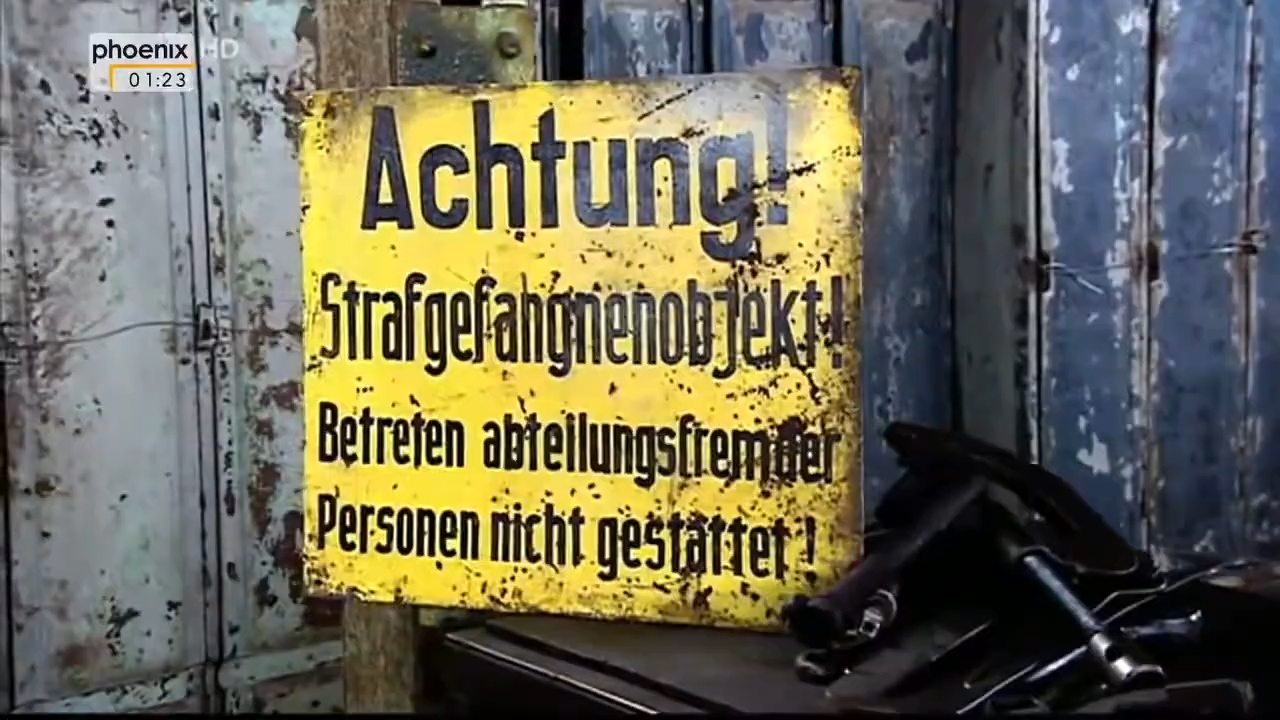 phoenix HD
01:23
Achtung!
Strafgefangnenobjekt!
Betreten abteilungsfremder
Personen nicht gestattet!